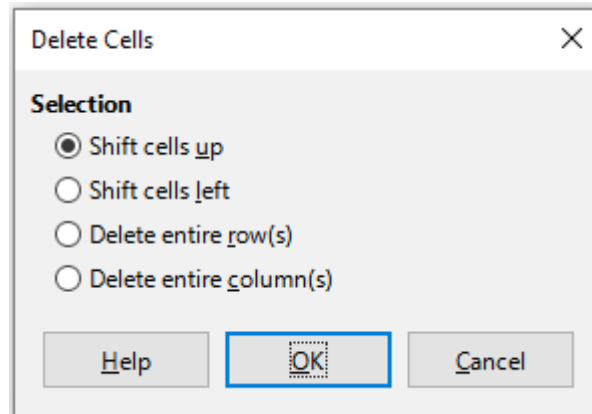 Delete Cells
Selection
Shift cells up
Shift cells left
Delete entire row(s)
Delete entire column(s)
Help OK Cancel